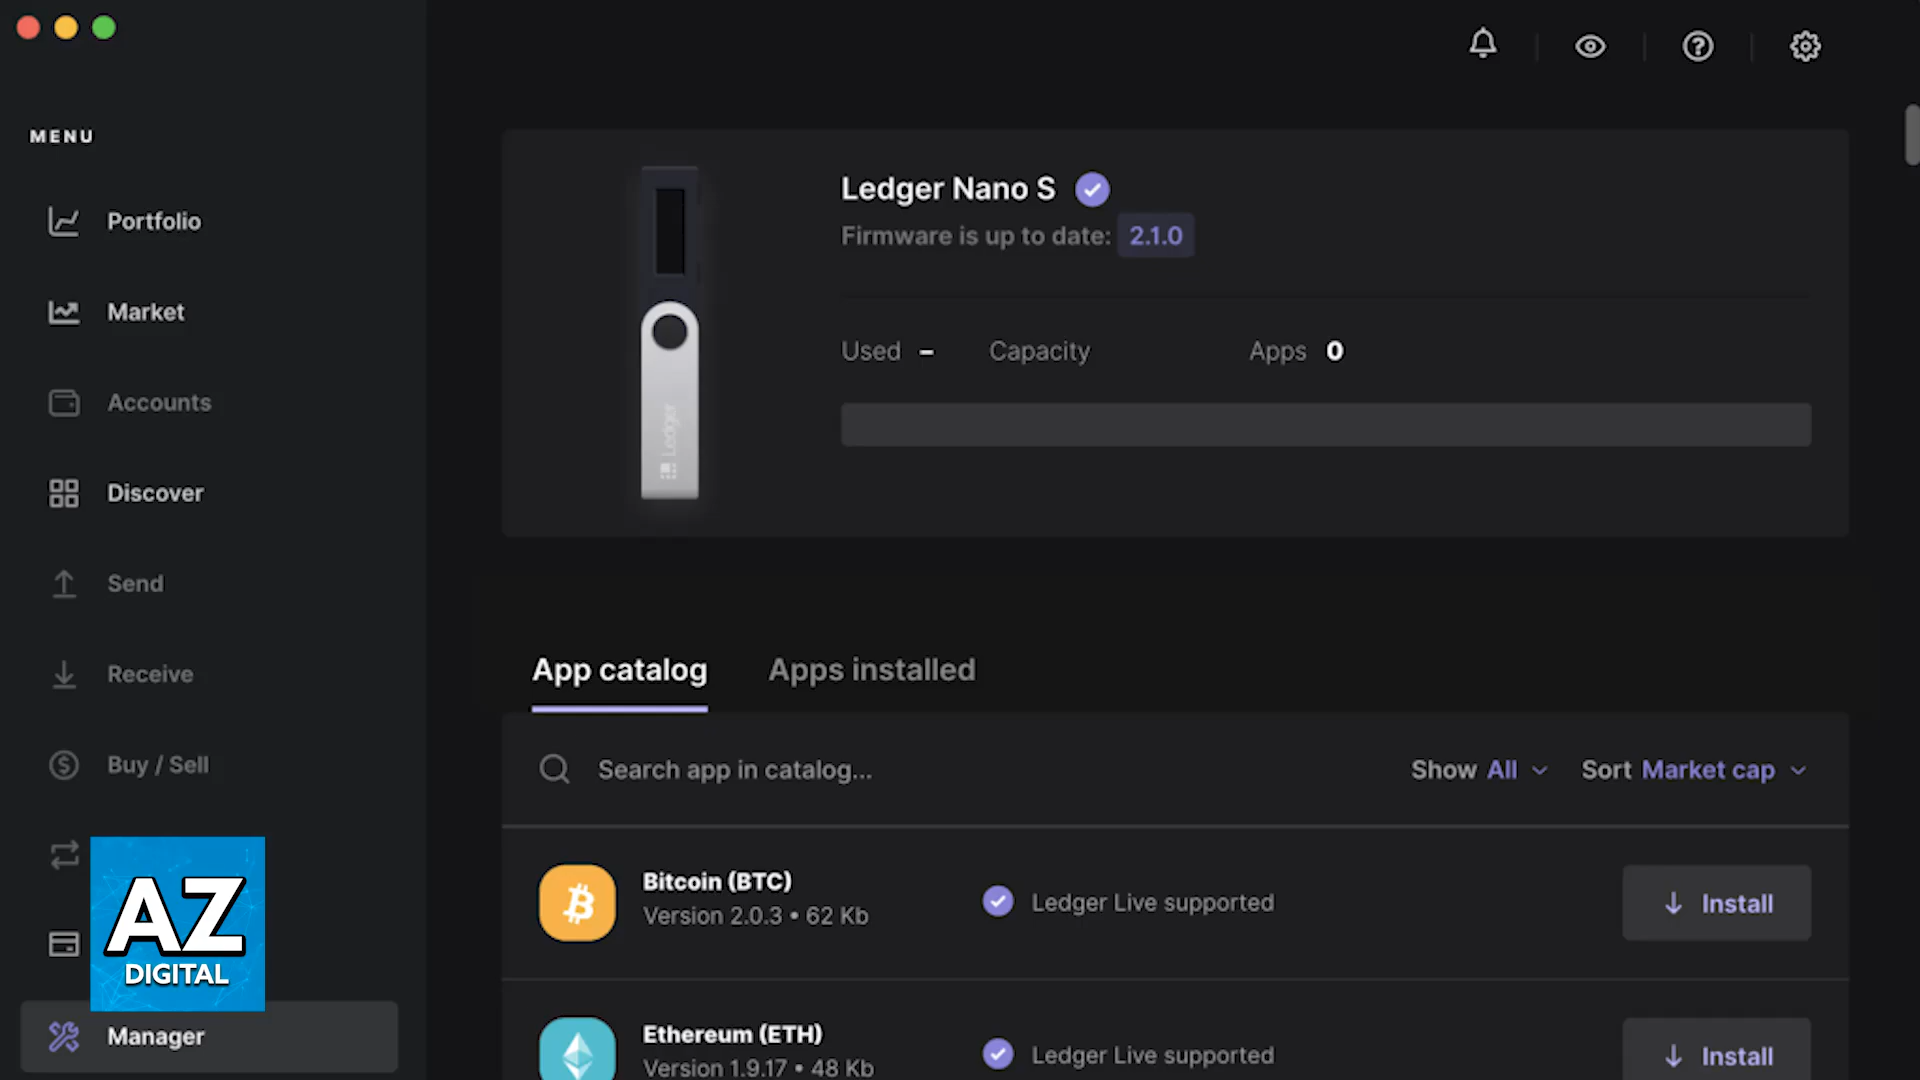 MENU
Portfolio
Market
Accounts
Discover
Send
Receive
Buy / Sell
AZ
DIGITAL
Manager
Ledger
Ledger Nano S
Firmware is up to date: 2.1.0
Used – Capacity Apps 0
App catalog Apps installed
Search app in catalog... Show All Sort Market cap
Bitcoin (BTC)
Version 2.0.3 • 62 Kb
Ledger Live supported
Install
Ethereum (ETH)
Version 1.9.17 • 48 Kb
Ledger Live supported
Install